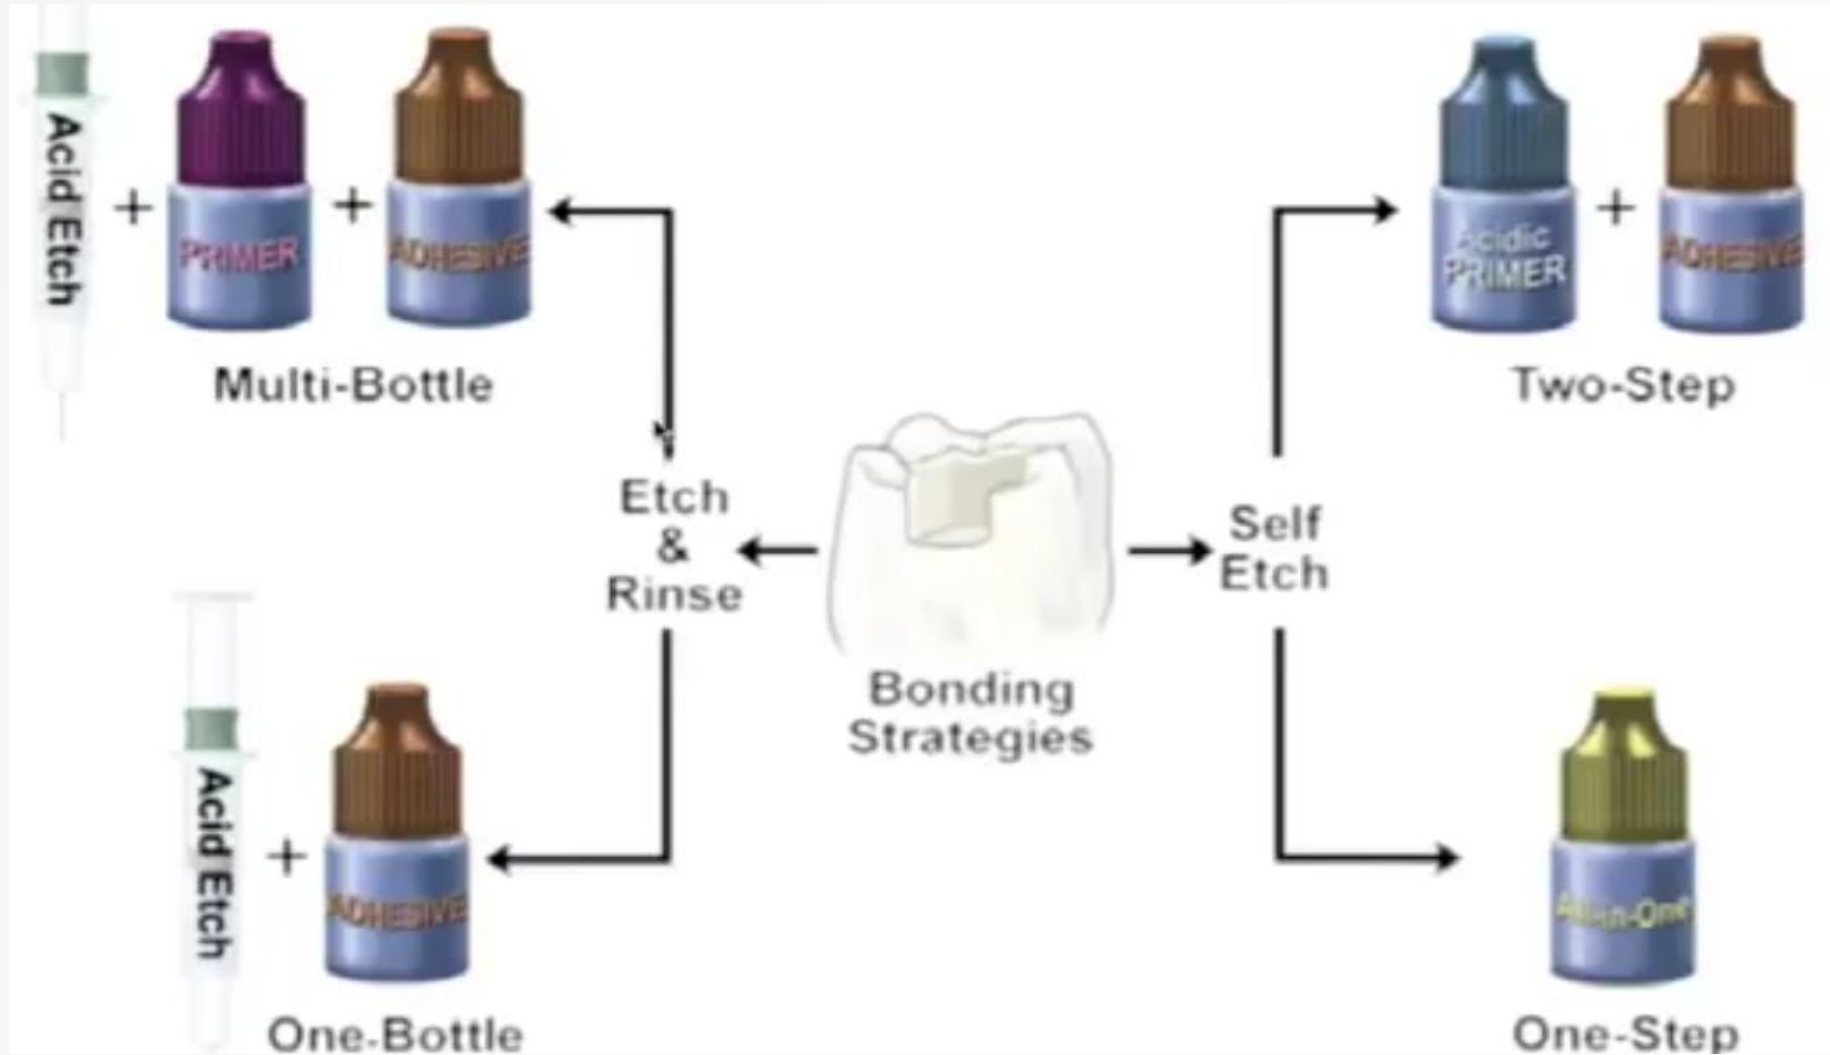 Acid Etch
+
PRIMER
+
ADHESIVE
Multi-Bottle
Acidic
PRIMER
+
ADHESIVE
Two-Step
Etch
&
Rinse
Self
Etch
Bonding
Strategies
Acid Etch
+
ADHESIVE
One-Bottle
All-in-One
One-Step